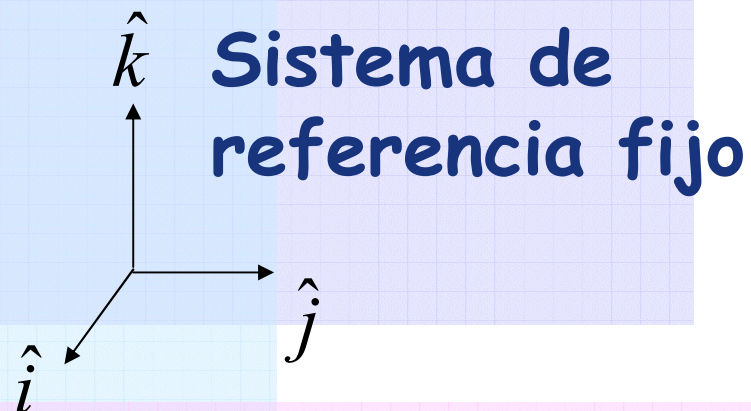 k̂
Sistema de
referencia fijo
ĵ
î